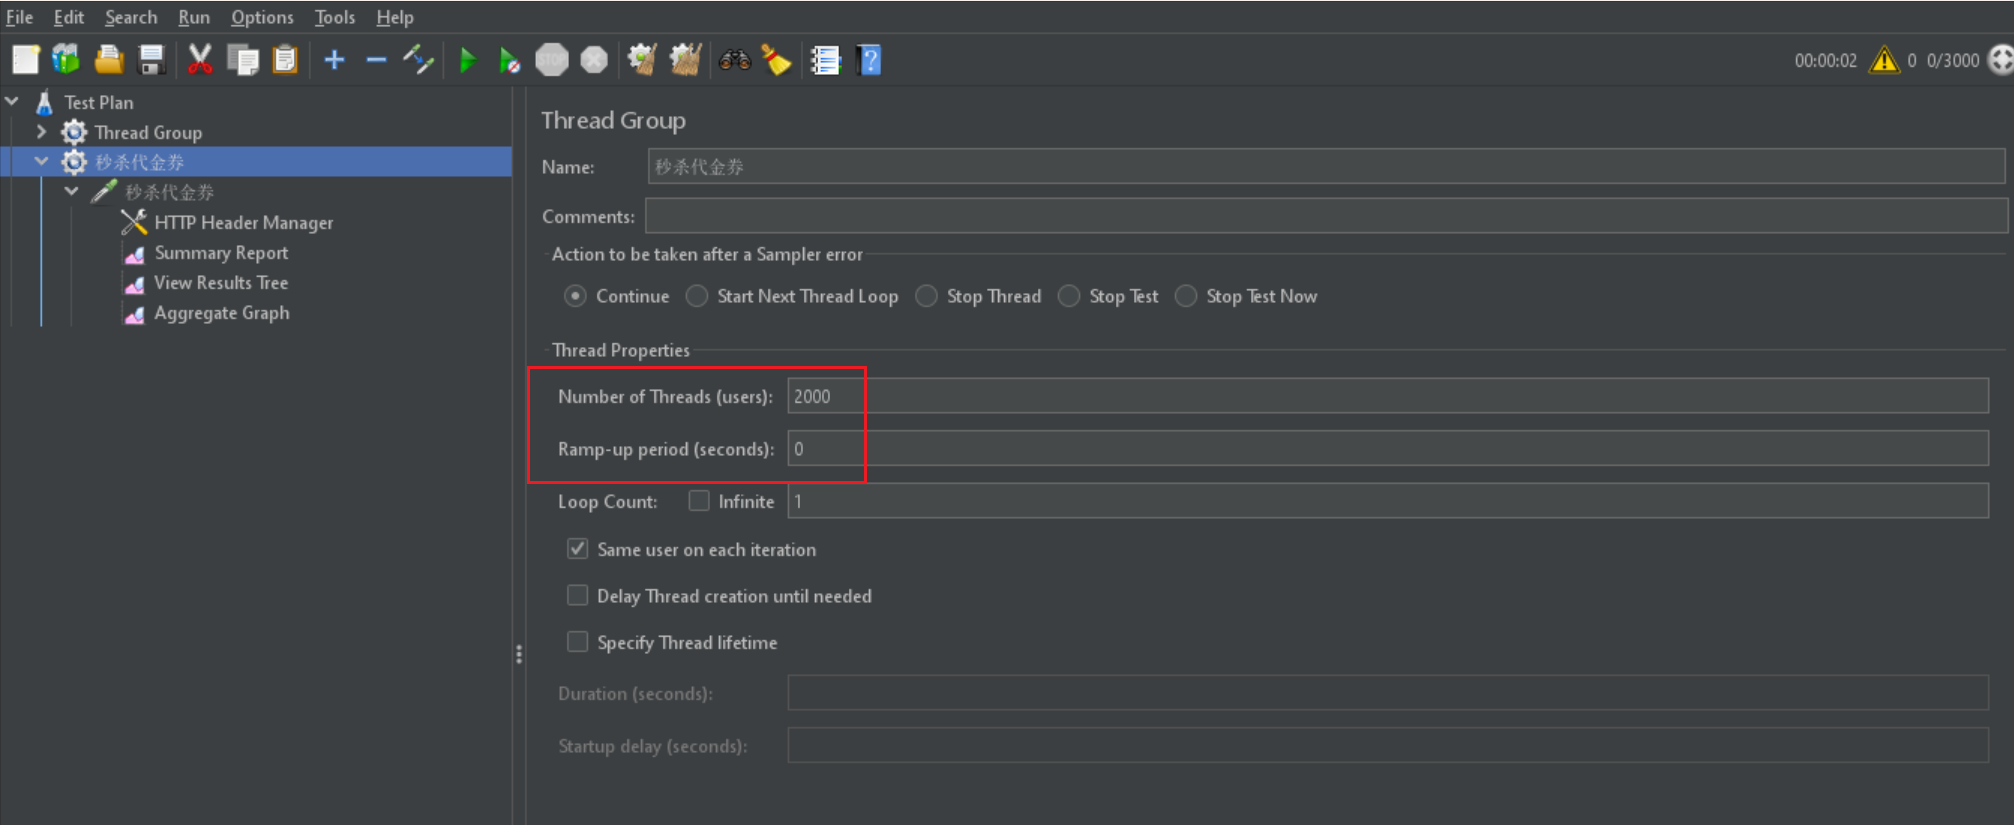 File Edit Search Run Options Tools Help
STOP
00:00:02 0 0/3000
Test Plan
Thread Group
秒杀代金券
秒杀代金券
HTTP Header Manager
Summary Report
View Results Tree
Aggregate Graph
Thread Group
Name: 秒杀代金券
Comments:
Action to be taken after a Sampler error
Continue Start Next Thread Loop Stop Thread Stop Test Stop Test Now
Thread Properties
Number of Threads (users): 2000
Ramp-up period (seconds): 0
Loop Count: Infinite 1
Same user on each iteration
Delay Thread creation until needed
Specify Thread lifetime
Duration (seconds):
Startup delay (seconds):